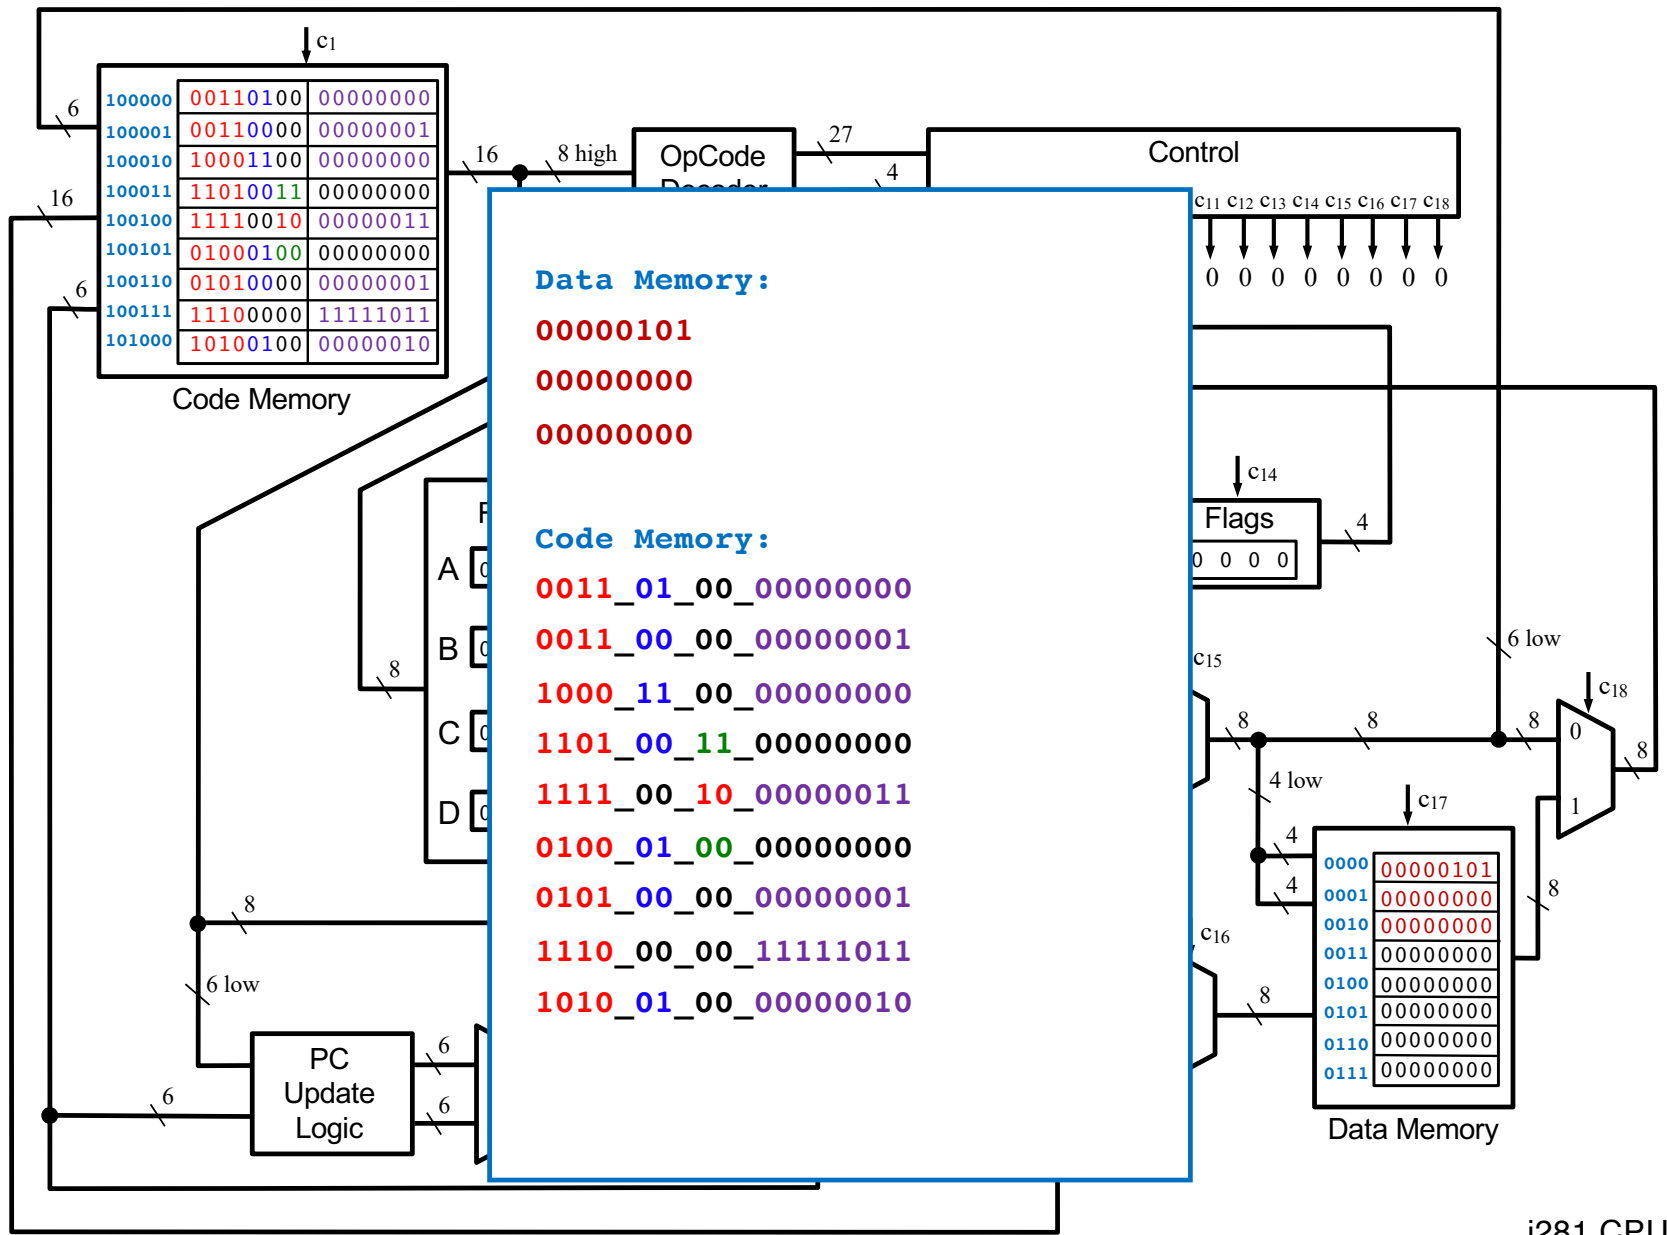 c1
6
16
6
100000 00110100 00000000
100001 00110000 00000001
100010 10001100 00000000
100011 11010011 00000000
100100 11110010 00000011
100101 01000100 00000000
100110 01010000 00000001
100111 11100000 11111011
101000 10100100 00000010
Code Memory
16
8 high
OpCode
Decoder
27
4
Control
c11 c12 c13 c14 c15 c16 c17 c18
0 0 0 0 0 0 0 0
Data Memory:
00000101
00000000
00000000
Code Memory:
0011_01_00_00000000
0011_00_00_00000001
1000_11_00_00000000
1101_00_11_00000000
1111_00_10_00000011
0100_01_00_00000000
0101_00_00_00000001
1110_00_00_11111011
1010_01_00_00000010
A
B
C
D
8
8
6 low
PC
Update
Logic
6
6
6
c14
Flags
0 0 0 0
4
c15
8
8
6 low
8
c18
0
1
8
4 low
4
4
c17
0000 00000101
0001 00000000
0010 00000000
0011 00000000
0100 00000000
0101 00000000
0110 00000000
0111 00000000
Data Memory
8
c16
8
i281 CPU